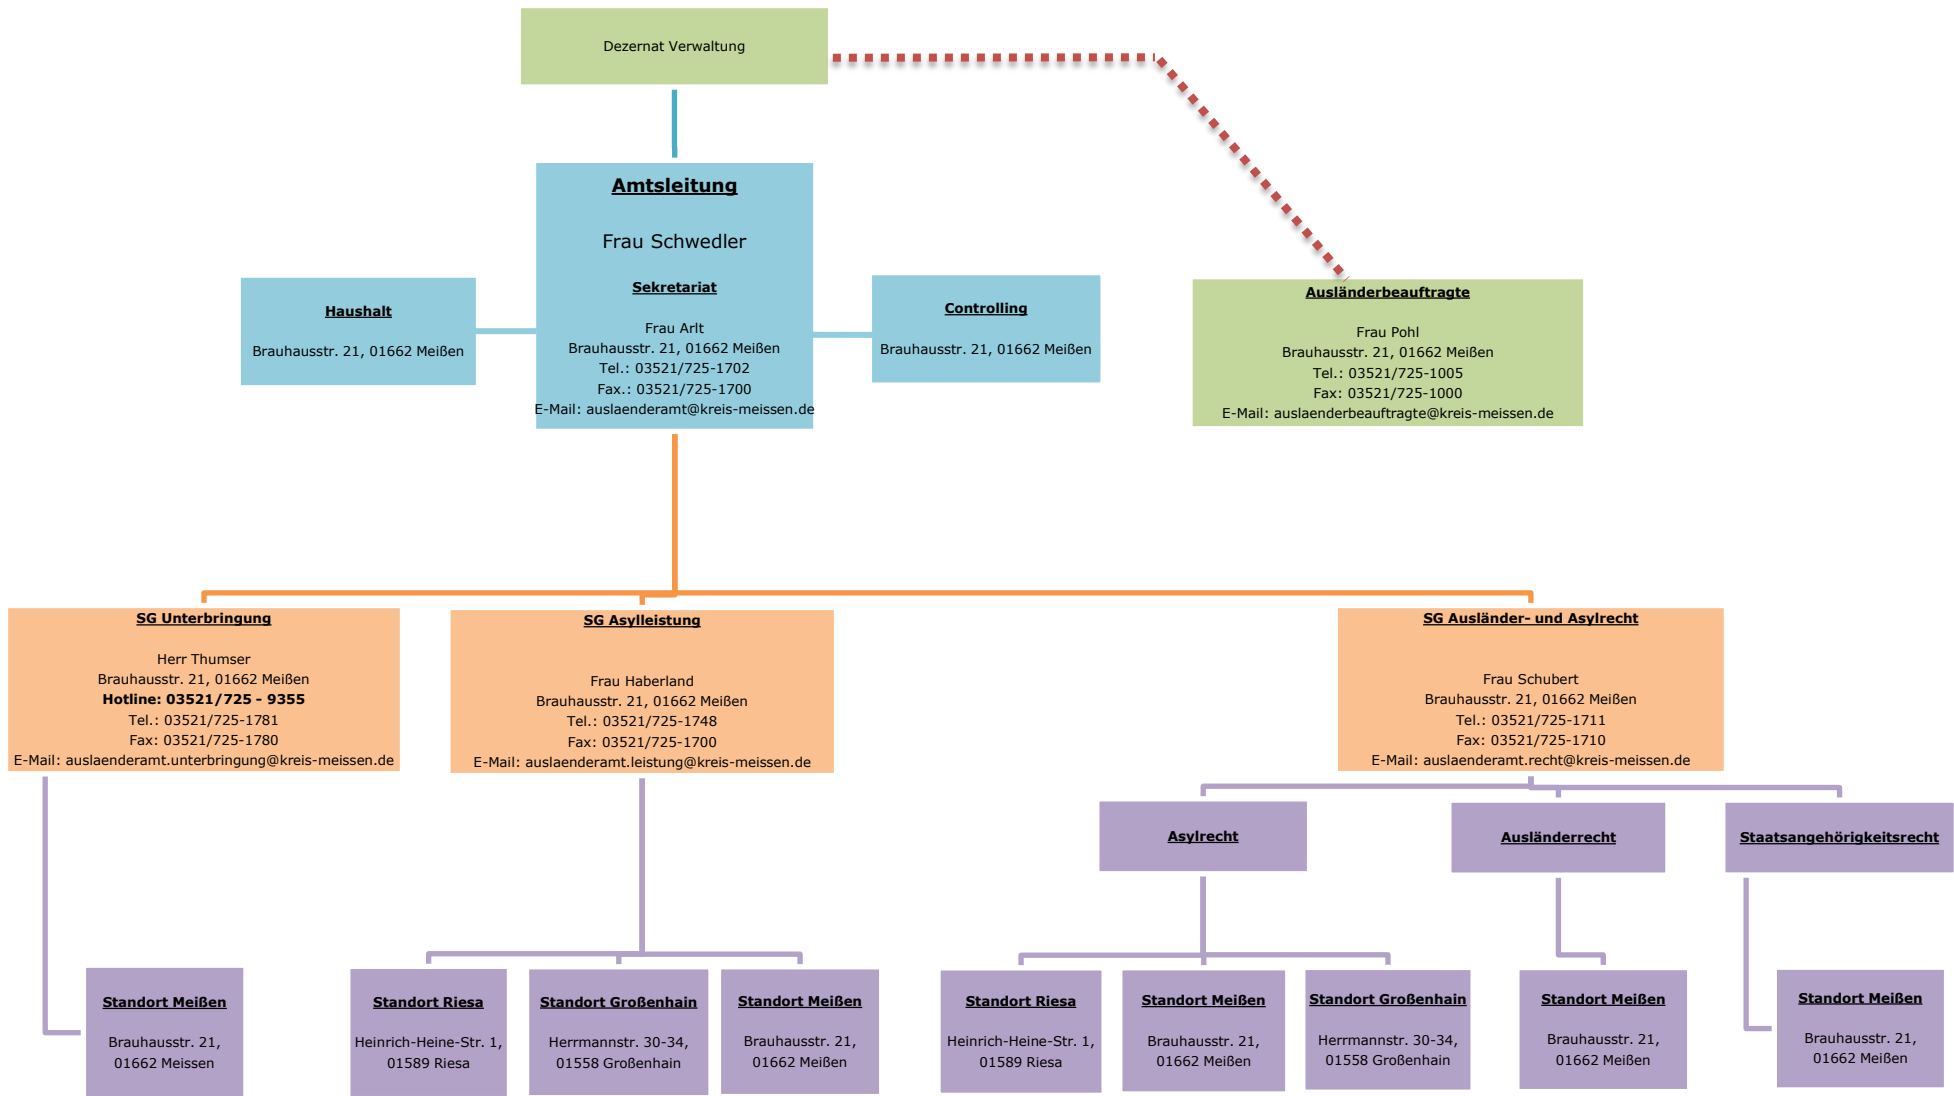 Dezernat Verwaltung
Amtsleitung
Frau Schwedler
Sekretariat
Frau Arlt
Brauhausstr. 21, 01662 Meißen
Tel.: 03521/725-1702
Fax.: 03521/725-1700
E-Mail: auslaenderamt@kreis-meissen.de
Haushalt
Brauhausstr. 21, 01662 Meißen
Controlling
Brauhausstr. 21, 01662 Meißen
Ausländerbeauftragte
Frau Pohl
Brauhausstr. 21, 01662 Meißen
Tel.: 03521/725-1005
Fax: 03521/725-1000
E-Mail: auslaenderbeauftragte@kreis-meissen.de
SG Unterbringung
Herr Thumser
Brauhausstr. 21, 01662 Meißen
Hotline: 03521/725 - 9355
Tel.: 03521/725-1781
Fax: 03521/725-1780
E-Mail: auslaenderamt.unterbringung@kreis-meissen.de
SG Asylleistung
Frau Haberland
Brauhausstr. 21, 01662 Meißen
Tel.: 03521/725-1748
Fax: 03521/725-1700
E-Mail: auslaenderamt.leistung@kreis-meissen.de
SG Ausländer- und Asylrecht
Frau Schubert
Brauhausstr. 21, 01662 Meißen
Tel.: 03521/725-1711
Fax: 03521/725-1710
E-Mail: auslaenderamt.recht@kreis-meissen.de
Asylrecht
Ausländerrecht
Staatsangehörigkeitsrecht
Standort Meißen
Brauhausstr. 21,
01662 Meissen
Standort Riesa
Heinrich-Heine-Str. 1,
01589 Riesa
Standort Großenhain
Herrmannstr. 30-34,
01558 Großenhain
Standort Meißen
Brauhausstr. 21,
01662 Meißen
Standort Riesa
Heinrich-Heine-Str. 1,
01589 Riesa
Standort Meißen
Brauhausstr. 21,
01662 Meißen
Standort Großenhain
Herrmannstr. 30-34,
01558 Großenhain
Standort Meißen
Brauhausstr. 21,
01662 Meißen
Standort Meißen
Brauhausstr. 21,
01662 Meißen